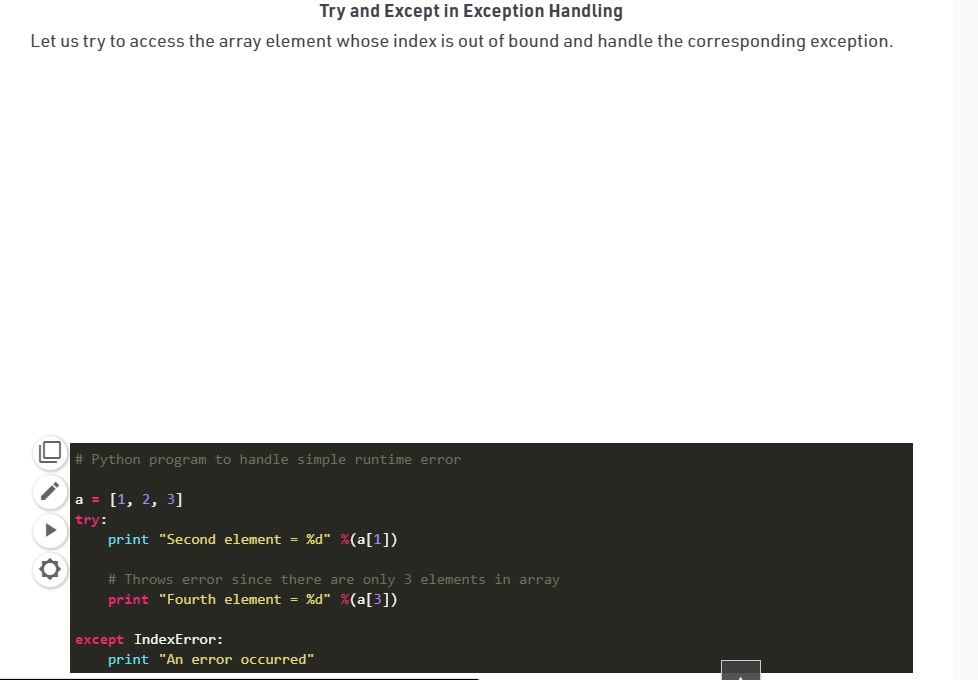 Try and Except in Exception Handling
Let us try to access the array element whose index is out of bound and handle the corresponding exception.
# Python program to handle simple runtime error
a = [1, 2, 3]
try:
    print "Second element = %d" %(a[1])
    # Throws error since there are only 3 elements in array
    print "Fourth element = %d" %(a[3])
except IndexError:
    print "An error occurred"